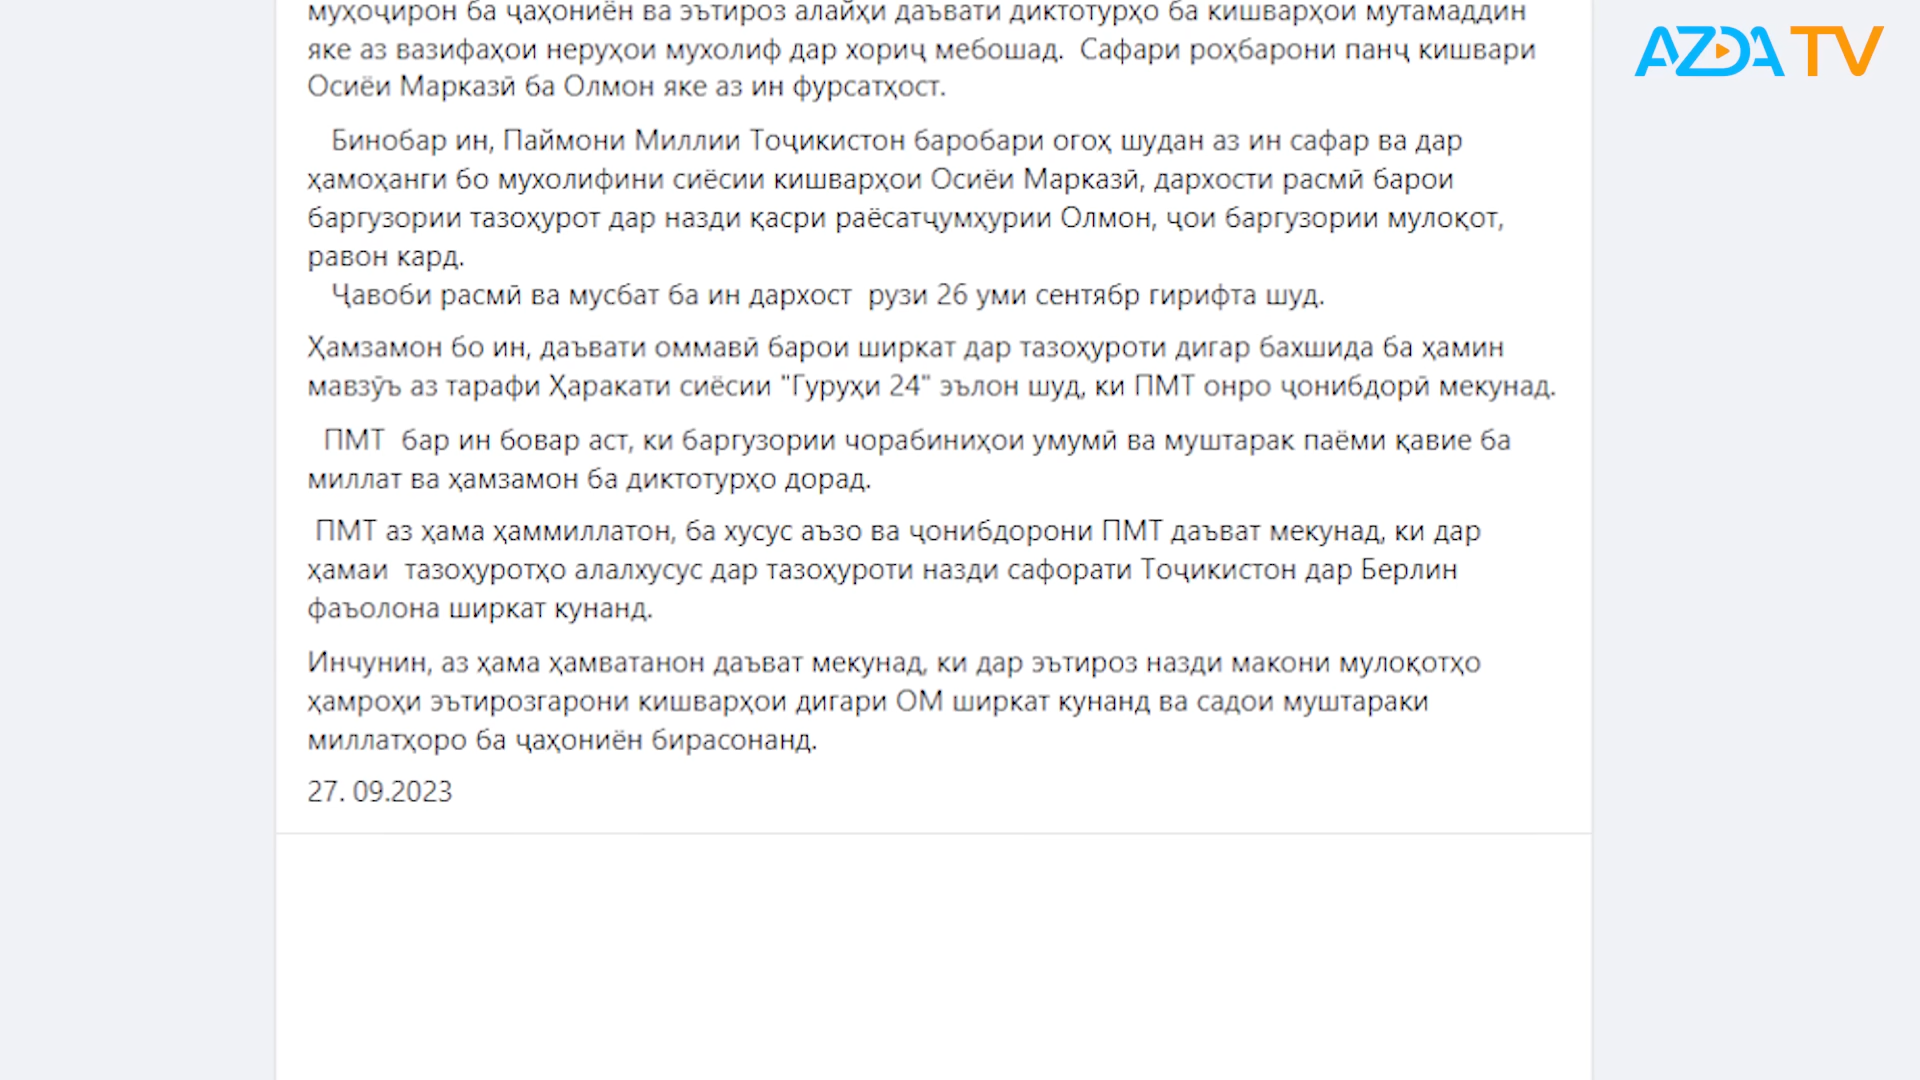 муҳоҷирон ба ҷаҳониён ва эътироз алайҳи даъвати диктотурҳо ба кишварҳои мутамаддин
яке аз вазифаҳои неруҳои мухолиф дар хориҷ мебошад. Сафари роҳбарони панҷ кишвари
Осиёи Марказӣ ба Олмон яке аз ин фурсатҳост.
AZDA TV
Бинобар ин, Паймони Миллии Тоҷикистон баробари огоҳ шудан аз ин сафар ва дар
ҳамоҳанги бо мухолифини сиёсии кишварҳои Осиёи Марказӣ, дархости расмӣ барои
баргузории тазоҳурот дар назди қасри раёсатҷумҳурии Олмон, ҷои баргузории мулоқот,
равон кард.
Ҷавоби расмӣ ва мусбат ба ин дархост рузи 26 уми сентябр гирифта шуд.
Ҳамзамон бо ин, даъвати оммавӣ барои ширкат дар тазоҳуроти дигар бахшида ба ҳамин
мавзӯъ аз тарафи Ҳаракати сиёсии "Гуруҳи 24" эълон шуд, ки ПМТ онро ҷонибдорӣ мекунад.
ПМТ бар ин бовар аст, ки баргузории чорабиниҳои умумӣ ва муштарак паёми қавие ба
миллат ва ҳамзамон ба диктотурҳо дорад.
ПМТ аз ҳама ҳаммиллатон, ба хусус аъзо ва ҷонибдорони ПМТ даъват мекунад, ки дар
ҳамаи тазоҳуротҳо алалхусус дар тазоҳуроти назди сафорати Тоҷикистон дар Берлин
фаъолона ширкат кунанд.
Инчунин, аз ҳама ҳамватанон даъват мекунад, ки дар эътироз назди макони мулоқотҳо
ҳамроҳи эътирозгарони кишварҳои дигари ОМ ширкат кунанд ва садои муштараки
миллатҳоро ба ҷаҳониён бирасонанд.
27. 09.2023